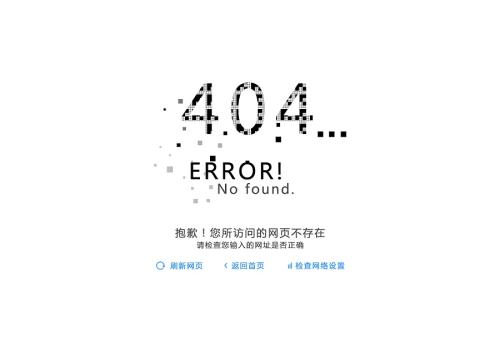 404...
ERROR!
No found.
抱歉！您所访问的网页不存在
请检查您输入的网址是否正确
刷新网页 返回首页 检查网络设置